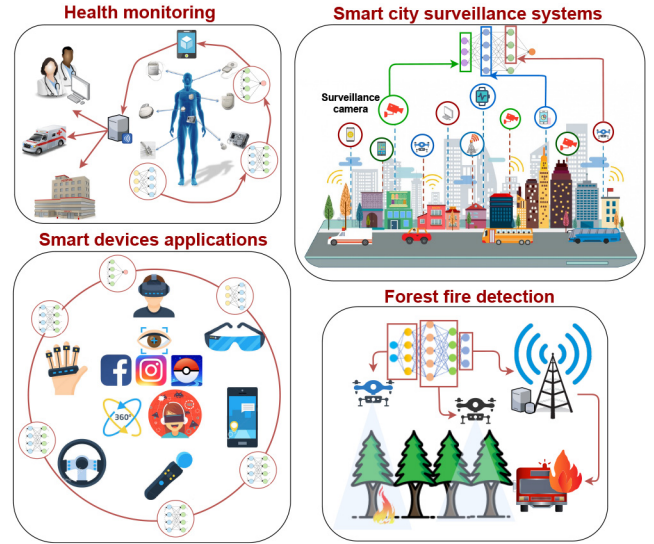 Health monitoring
Smart city surveillance systems
Surveillance
camera
Smart devices applications
360°
Forest fire detection